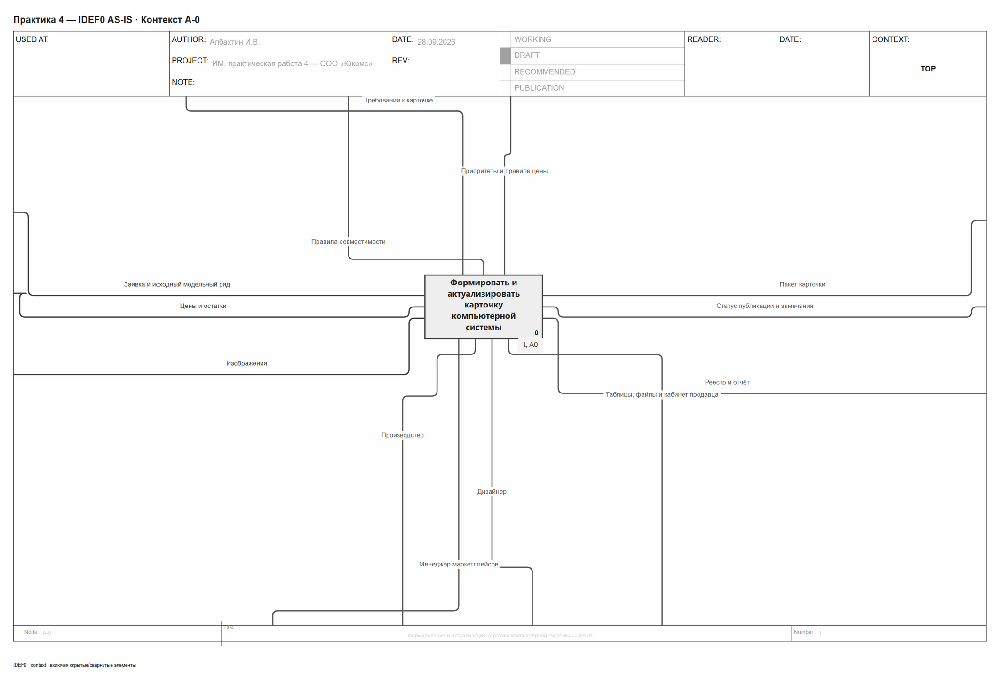 Практика 4 — IDEF0 AS-IS · Контекст A-0
USED AT:
AUTHOR: Албахтин И.В.
DATE: 28.09.2026
PROJECT: ИМ, практическая работа 4 — ООО «Юкомс»
REV:
NOTE:
WORKING
DRAFT
RECOMMENDED
PUBLICATION
READER:
DATE:
CONTEXT:
TOP
Требования к карточке
Приоритеты и правила цены
Правила совместимости
Заявка и исходный модельный ряд
Цены и остатки
Изображения
Формировать и
актуализировать
карточку
компьютерной
системы
0
A0
Пакет карточки
Статус публикации и замечания
Реестр и отчёт
Таблицы, файлы и кабинет продавца
Производство
Дизайнер
Менеджер маркетплейсов
Node: A-0
Title:
Формирование и актуализация карточки компьютерной системы — AS-IS
Number: 1
IDEF0 · context · включая скрытые/свёрнутые элементы